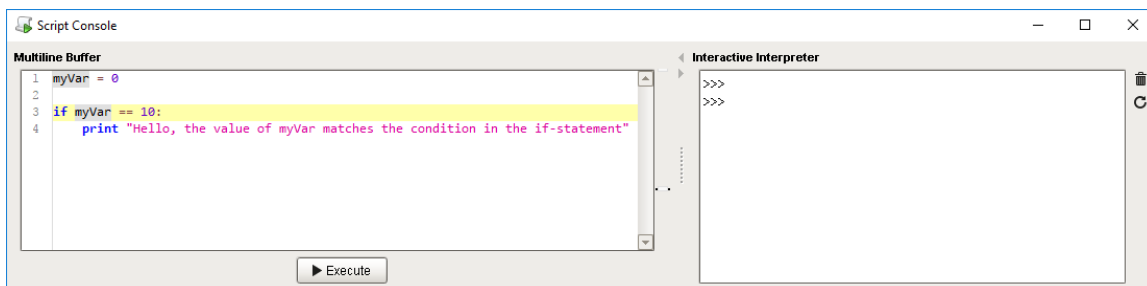 Script Console
Multiline Buffer
1 myVar = 0
2
3 if myVar == 10:
4     print "Hello, the value of myVar matches the condition in the if-statement"
Execute
Interactive Interpreter
>>>
>>>